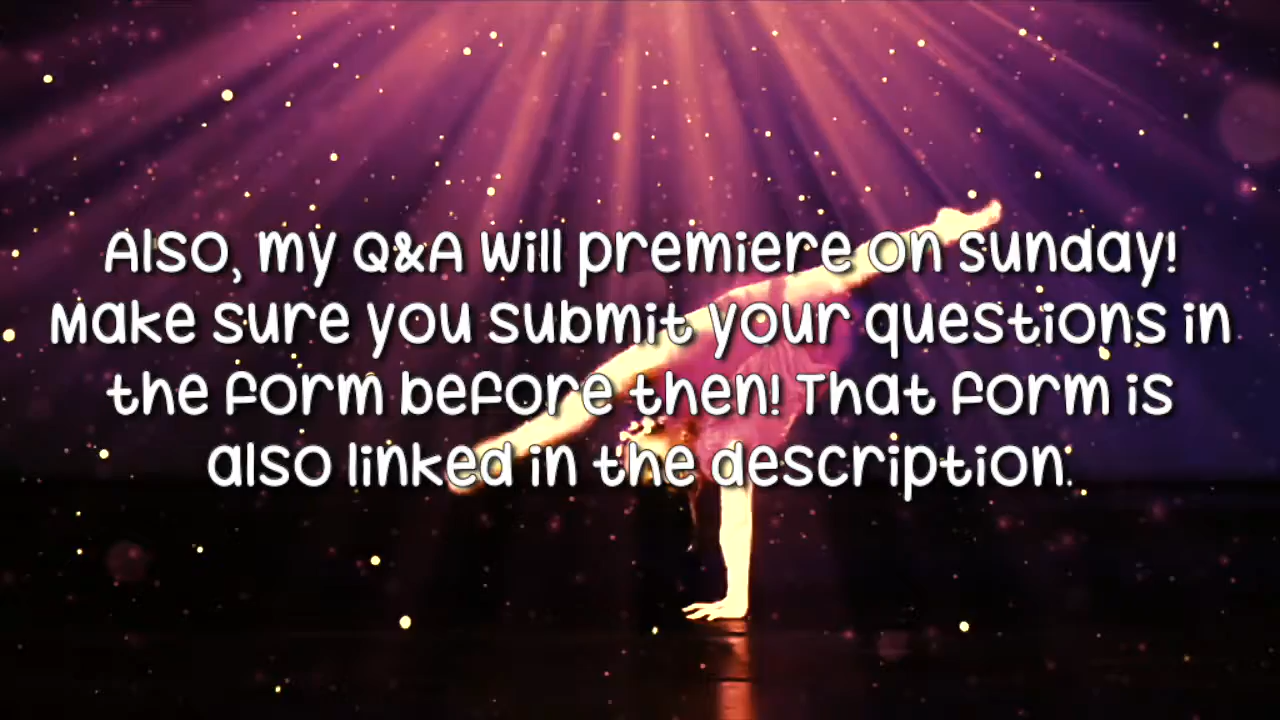 Also, my Q&A will premiere on Sunday!
Make sure you submit your questions in
the form before then! That form is
also linked in the description.